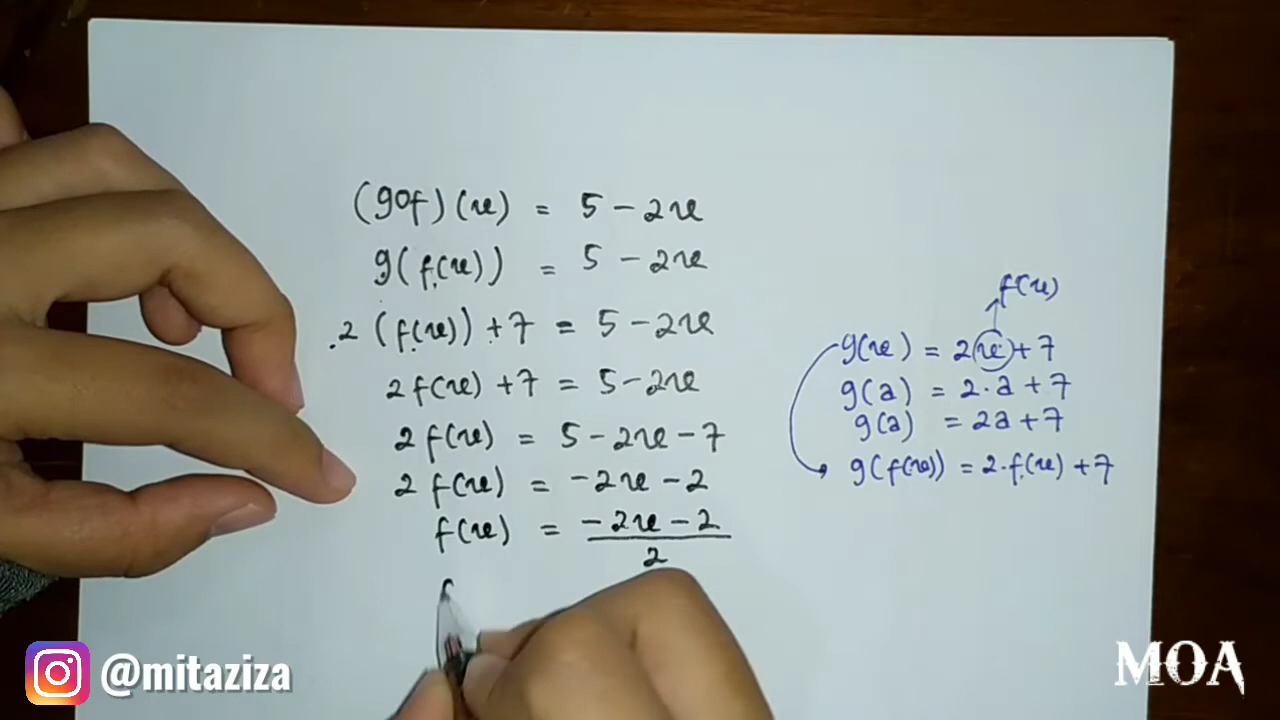 (gof)(x) = 5 - 2x
g(f(x)) = 5 - 2x
2(f(x)) + 7 = 5 - 2x
2f(x) + 7 = 5 - 2x
2f(x) = 5 - 2x - 7
2f(x) = -2x - 2
f(x) = -2x - 2
2
f(x)
g(x) = 2x + 7
g(a) = 2·a + 7
g(a) = 2a + 7
g(f(x)) = 2·f(x) + 7
@mitaziza
MOA